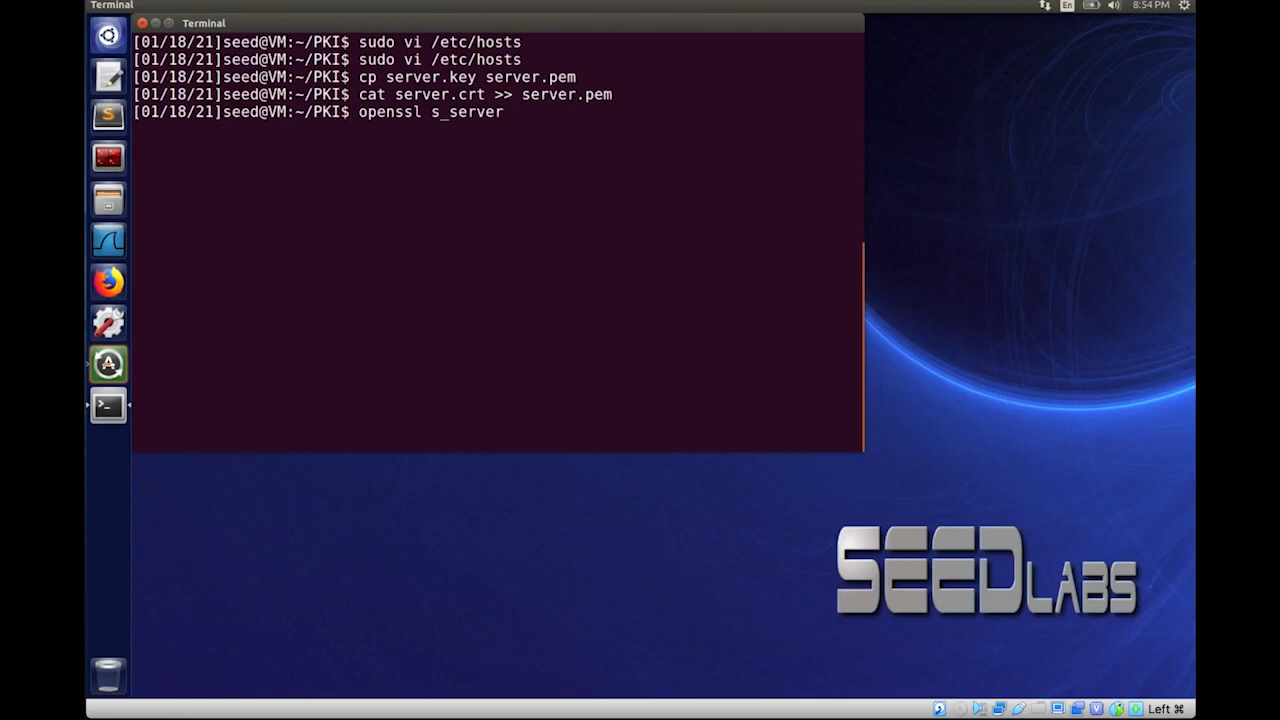 Terminal
En
8:54 PM
Terminal
[01/18/21]seed@VM:~/PKI$ sudo vi /etc/hosts
[01/18/21]seed@VM:~/PKI$ sudo vi /etc/hosts
[01/18/21]seed@VM:~/PKI$ cp server.key server.pem
[01/18/21]seed@VM:~/PKI$ cat server.crt >> server.pem
[01/18/21]seed@VM:~/PKI$ openssl s_server
SEEDLABS
Left ⌘